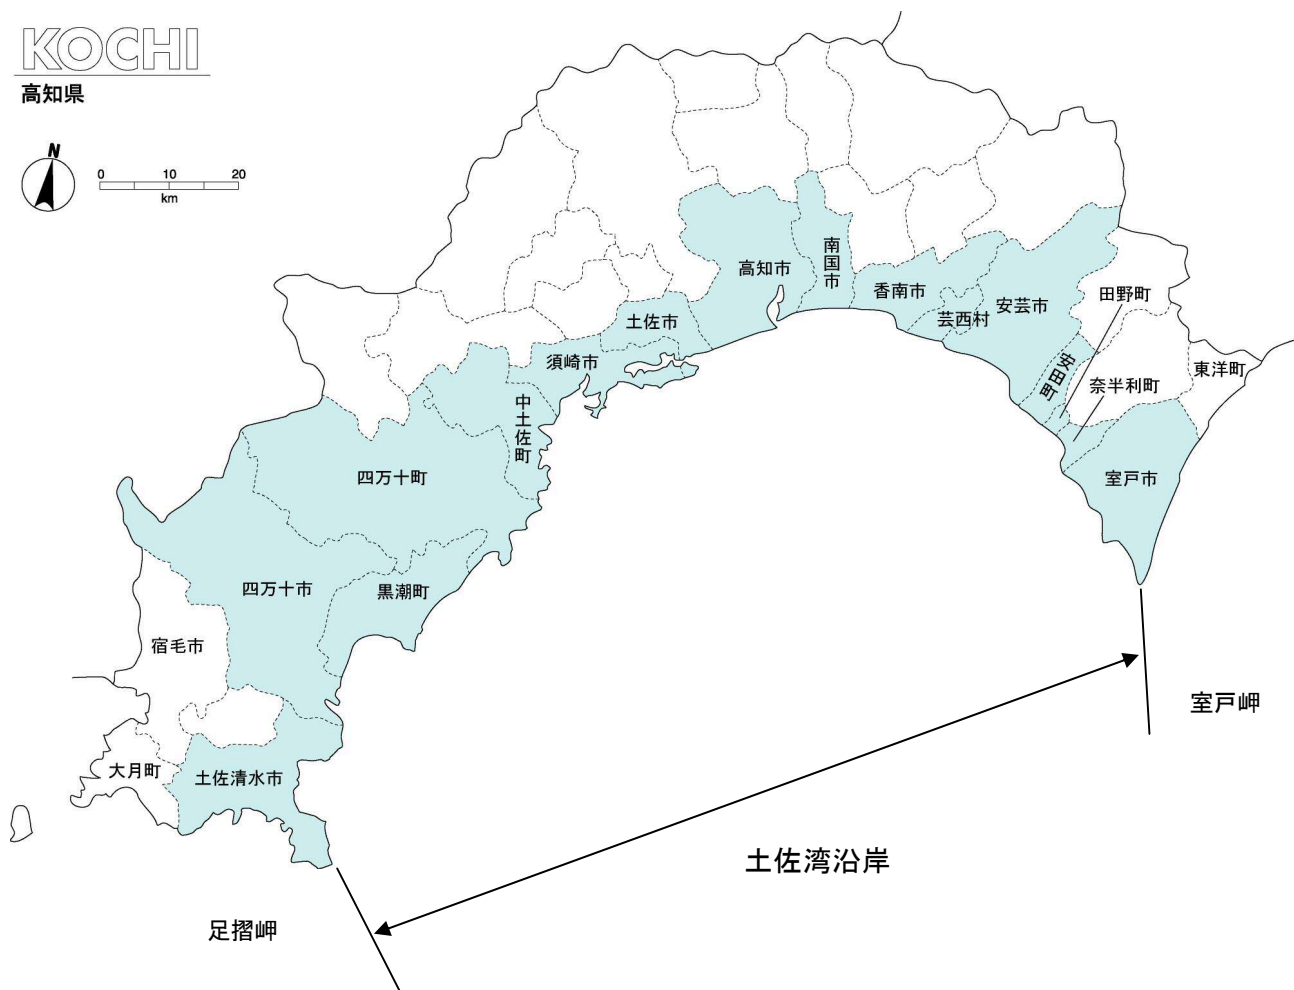 KOCHI
高知県
N
0 10 20
km
南国市
高知市
香南市
田野町
安芸市
芸西村
土佐市
須崎市
安田町
東洋町
奈半利町
中土佐町
四万十町
室戸市
四万十市
黒潮町
宿毛市
室戸岬
大月町
土佐清水市
土佐湾沿岸
足摺岬